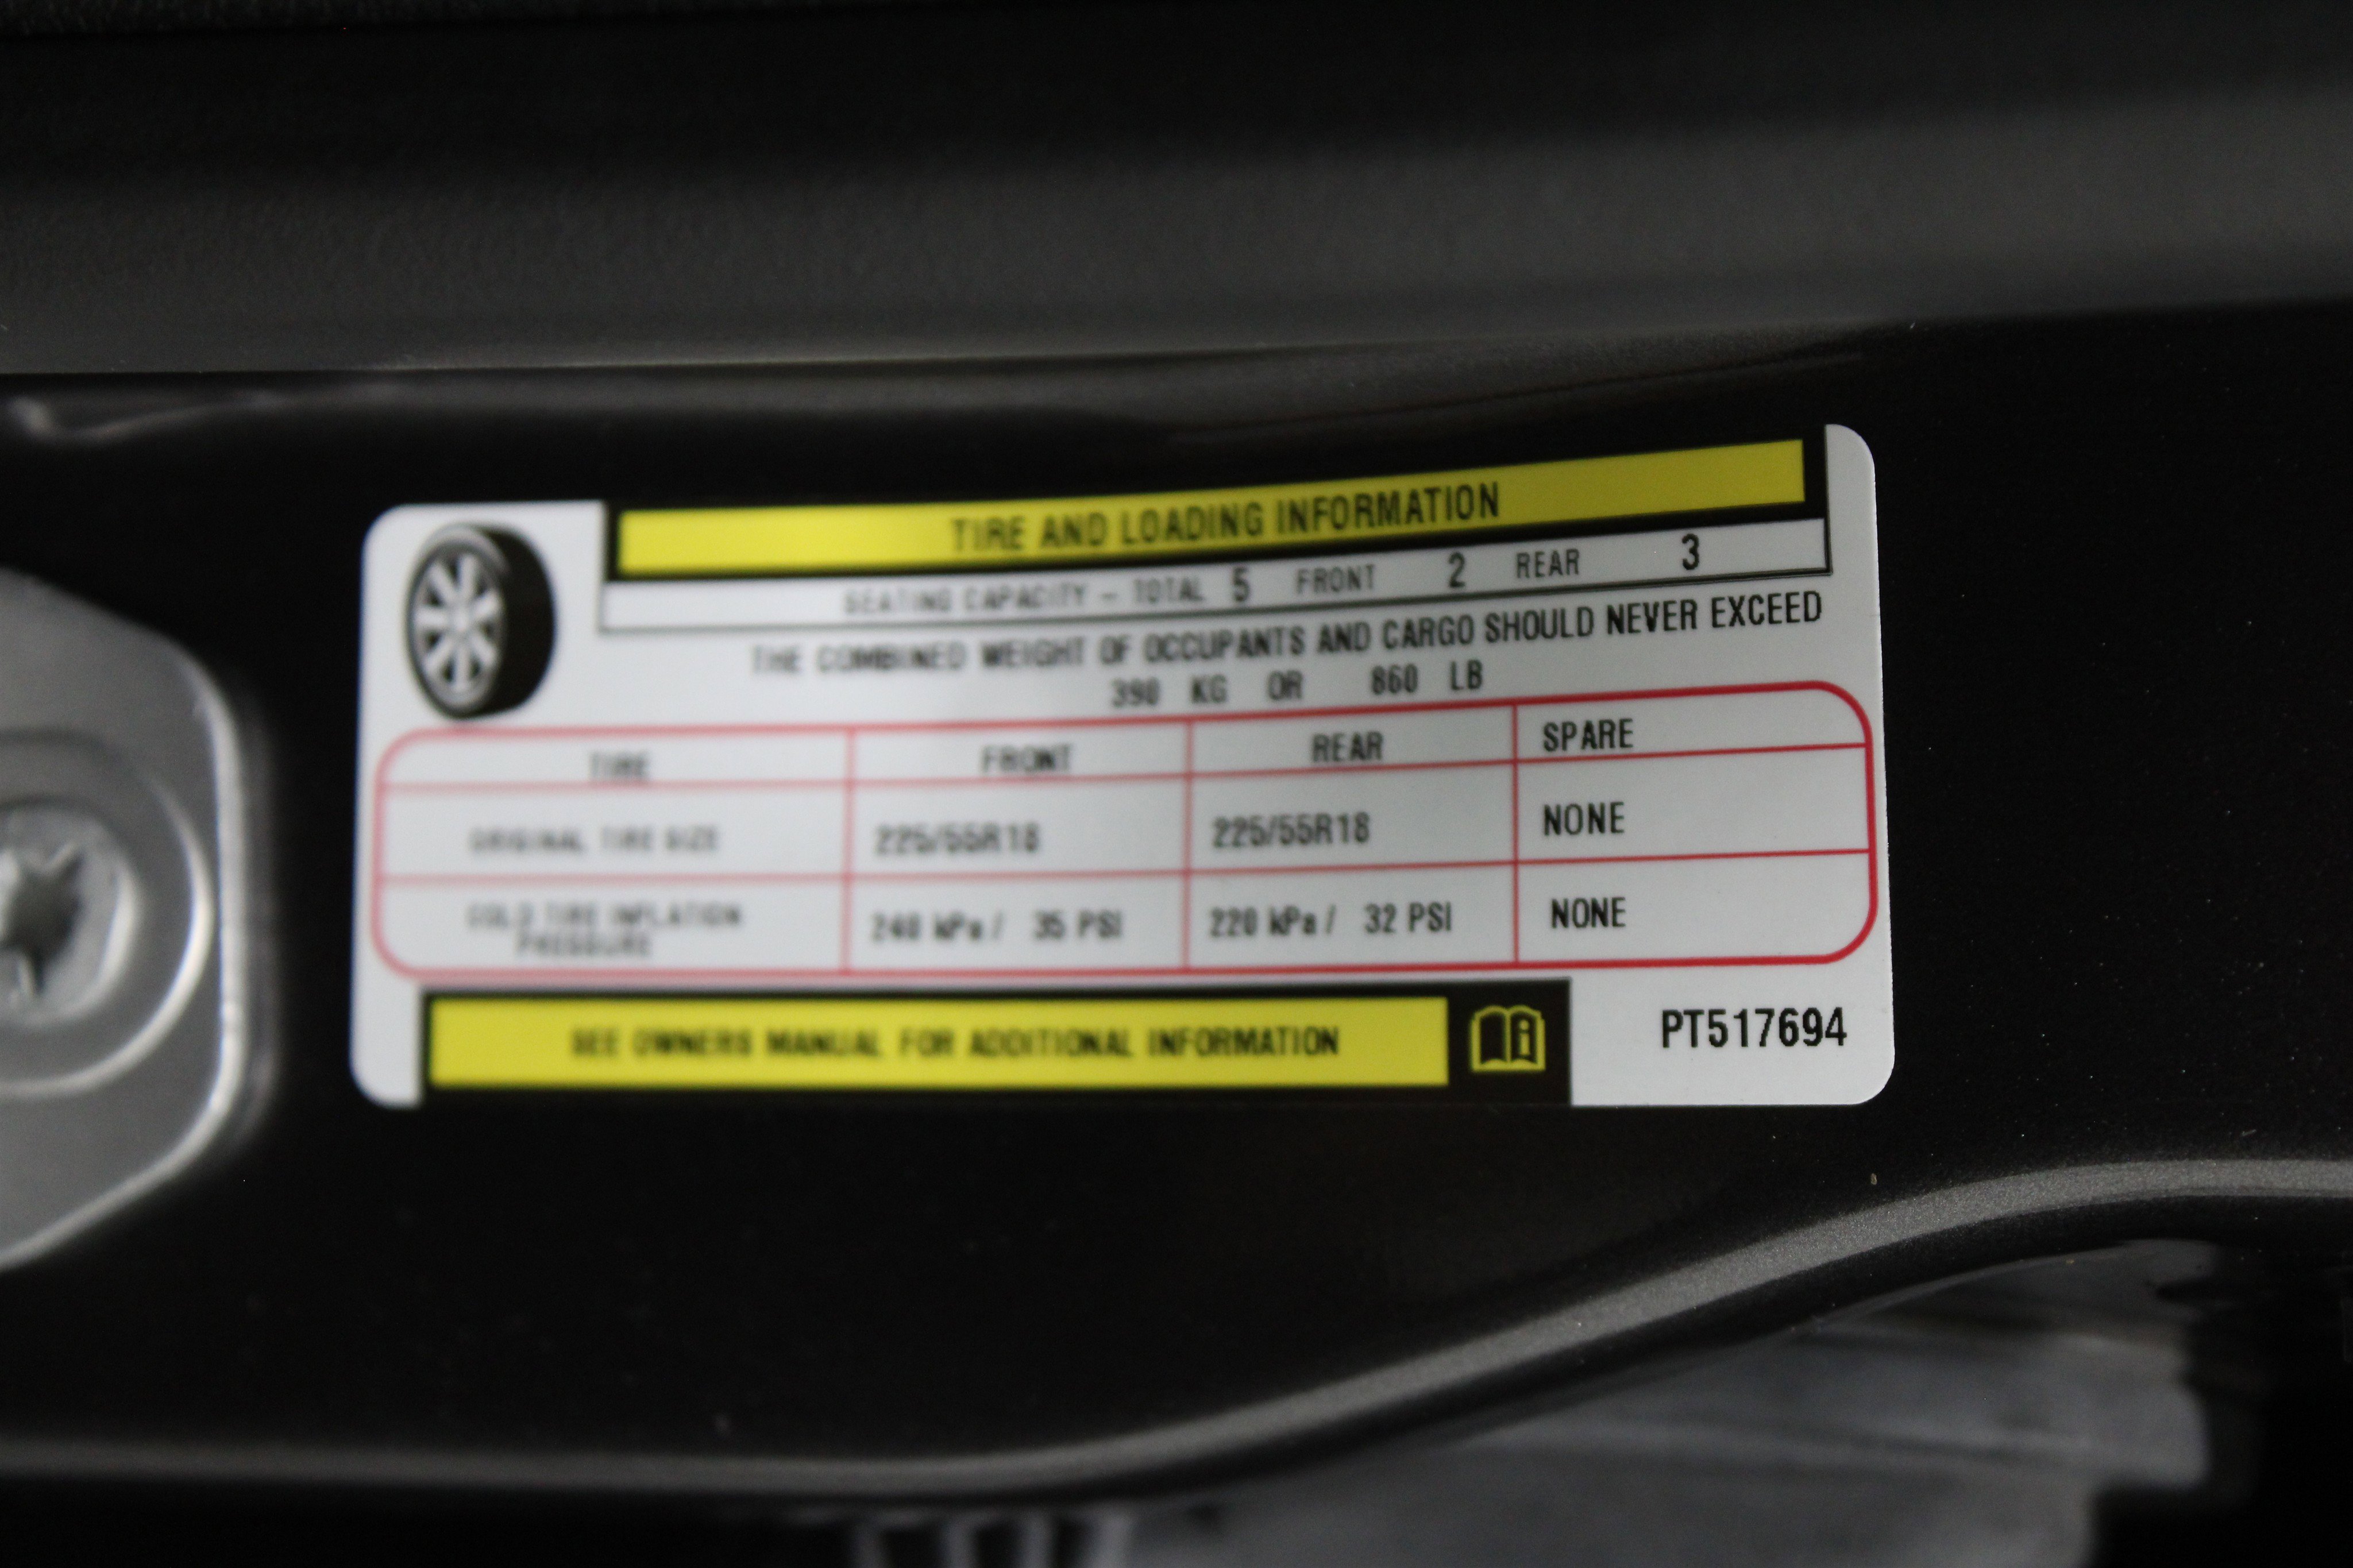 TIRE AND LOADING INFORMATION
SEATING CAPACITY – TOTAL 5 FRONT 2 REAR 3
THE COMBINED WEIGHT OF OCCUPANTS AND CARGO SHOULD NEVER EXCEED
390 KG OR 860 LB
TIRE FRONT REAR SPARE
ORIGINAL TIRE SIZE 225/55R18 225/55R18 NONE
COLD TIRE INFLATION PRESSURE 240 kPa / 35 PSI 220 kPa / 32 PSI NONE
SEE OWNERS MANUAL FOR ADDITIONAL INFORMATION
PT517694